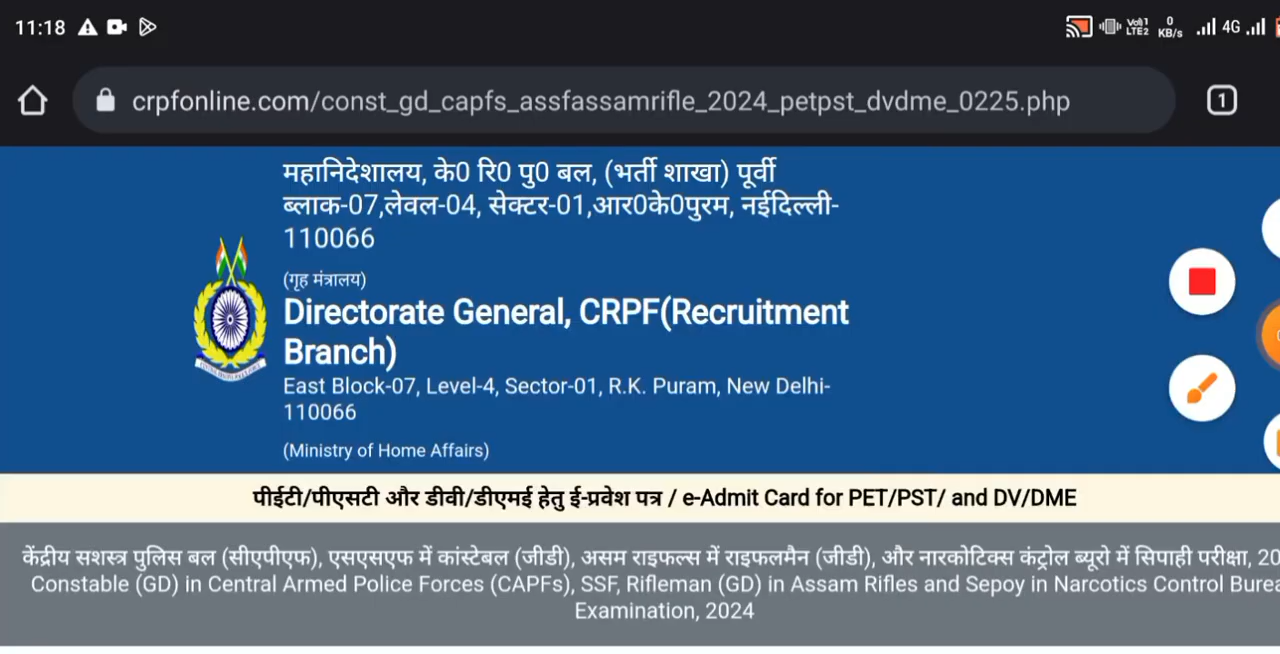 11:18
Vo)) 1
LTE2
0
KB/s
4G
crpfonline.com/const_gd_capfs_assfassamrifle_2024_petpst_dvdme_0225.php
1
महानिदेशालय, के0 रि0 पु0 बल, (भर्ती शाखा) पूर्वी
ब्लाक-07,लेवल-04, सेक्टर-01,आर0के0पुरम, नईदिल्ली-
110066
(गृह मंत्रालय)
Directorate General, CRPF(Recruitment
Branch)
East Block-07, Level-4, Sector-01, R.K. Puram, New Delhi-
110066
(Ministry of Home Affairs)
पीईटी/पीएसटी और डीवी/डीएमई हेतु ई-प्रवेश पत्र / e-Admit Card for PET/PST/ and DV/DME
केंद्रीय सशस्त्र पुलिस बल (सीएपीएफ), एसएसएफ में कांस्टेबल (जीडी), असम राइफल्स में राइफलमैन (जीडी), और नारकोटिक्स कंट्रोल ब्यूरो में सिपाही परीक्षा, 20
Constable (GD) in Central Armed Police Forces (CAPFs), SSF, Rifleman (GD) in Assam Rifles and Sepoy in Narcotics Control Burea
Examination, 2024